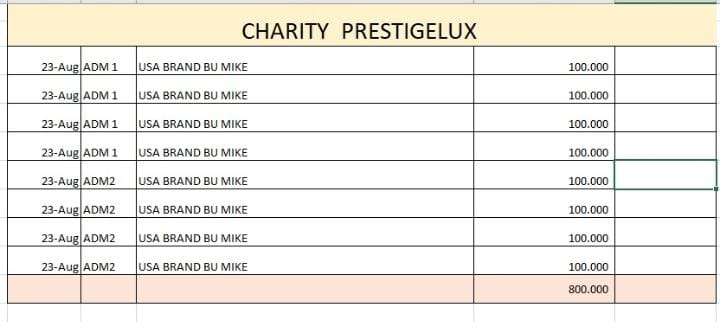 CHARITY PRESTIGELUX
23-Aug ADM 1 USA BRAND BU MIKE 100.000
23-Aug ADM 1 USA BRAND BU MIKE 100.000
23-Aug ADM 1 USA BRAND BU MIKE 100.000
23-Aug ADM 1 USA BRAND BU MIKE 100.000
23-Aug ADM2 USA BRAND BU MIKE 100.000
23-Aug ADM2 USA BRAND BU MIKE 100.000
23-Aug ADM2 USA BRAND BU MIKE 100.000
23-Aug ADM2 USA BRAND BU MIKE 100.000
800.000